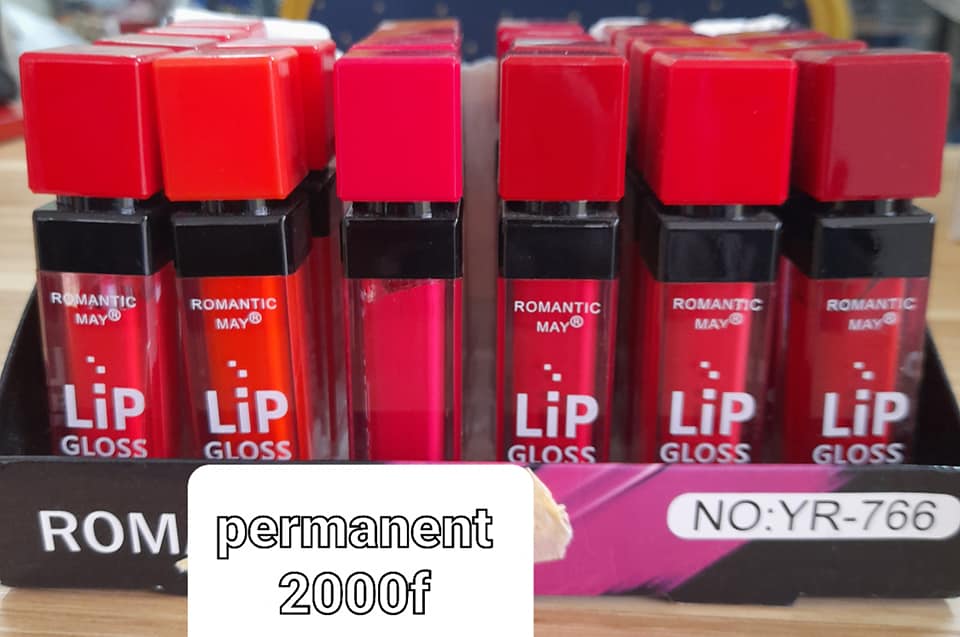 ROMANTIC
MAY®
LiP
GLOSS
ROMANTIC
MAY®
LiP
GLOSS
ROMANTIC
MAY®
LiP
GLOSS
ROMANTIC
MAY®
LiP
GLOSS
ROMANTIC
MAY®
LiP
GLOSS
ROM
NO:YR-766
permanent
2000f